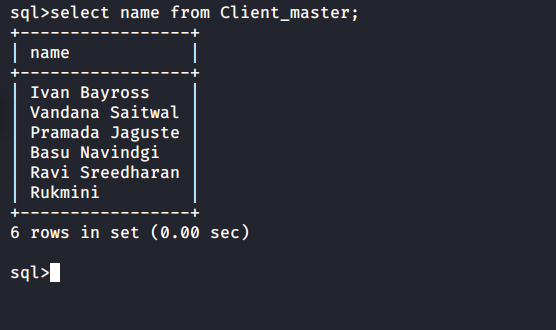 sql>select name from Client_master;
+-----------------+
| name            |
+-----------------+
| Ivan Bayross    |
| Vandana Saitwal |
| Pramada Jaguste |
| Basu Navindgi   |
| Ravi Sreedharan |
| Rukmini         |
+-----------------+
6 rows in set (0.00 sec)
sql>